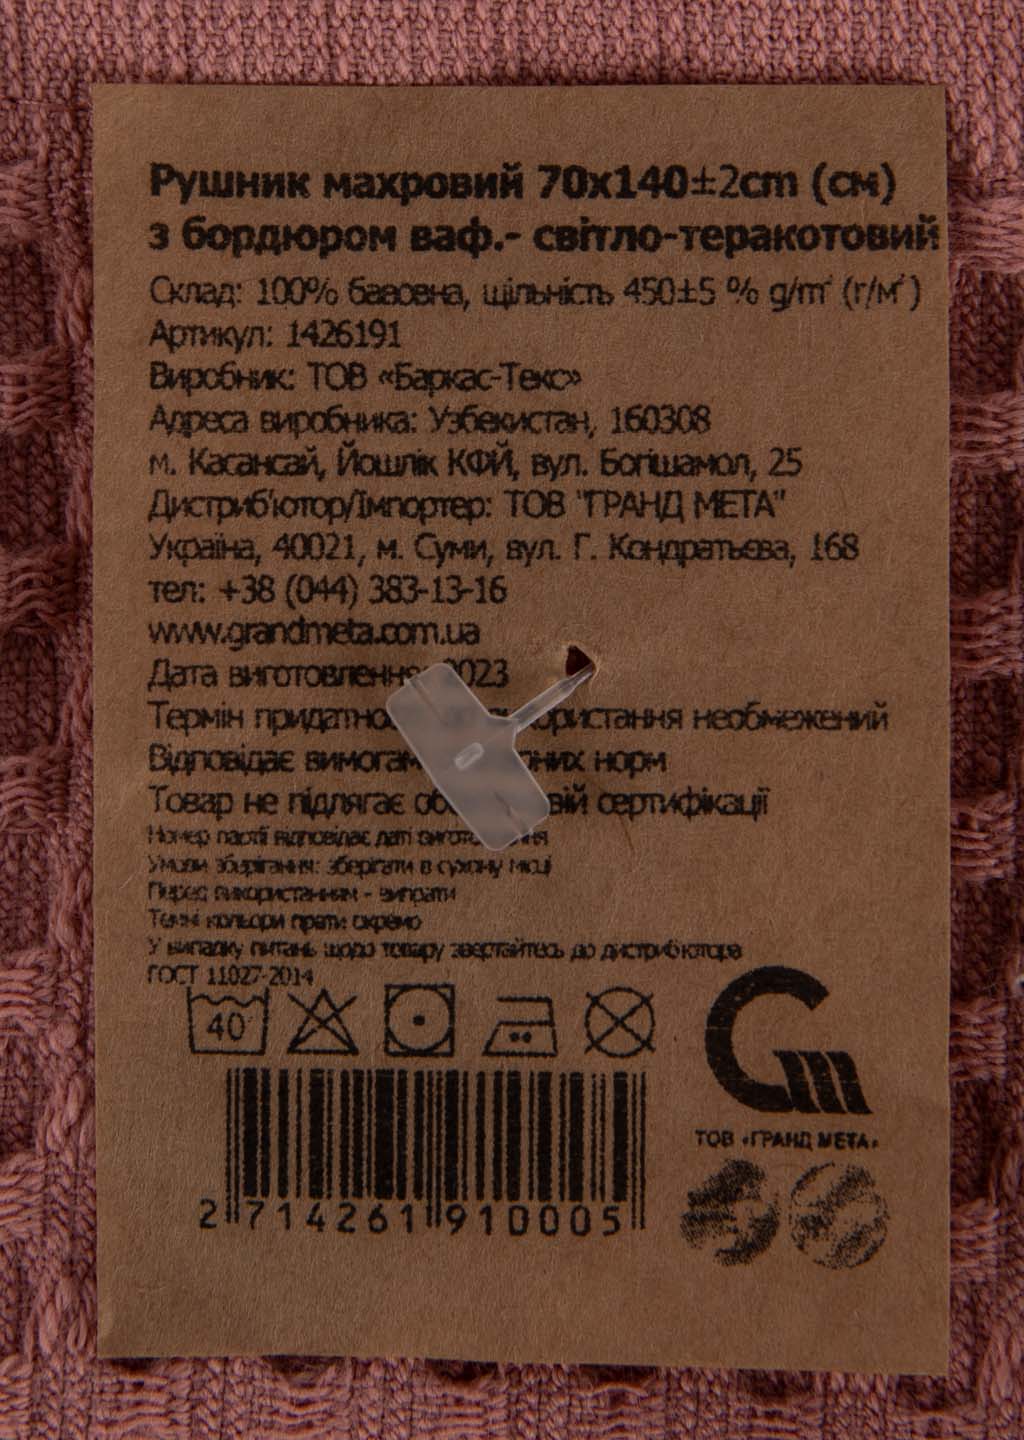 Рушник махровий 70х140±2cm (см)
з бордюром ваф.- світло-теракотовий
Склад: 100% бавовна, щільність 450±5 % g/m² (г/м²)
Артикул: 1426191
Виробник: ТОВ «Баркас-Текс»
Адреса виробника: Узбекистан, 160308
м. Касансай, Йошлік КФЙ, вул. Богішамол, 25
Дистриб'ютор/Імпортер: ТОВ "ГРАНД МЕТА"
Україна, 40021, м. Суми, вул. Г. Кондратьєва, 168
тел: +38 (044) 383-13-16
www.grandmeta.com.ua
Дата виготовлення: 2023
Термін необмежений
Відповідає вимогам норм
Товар не підлягає сертифікації
Номер партії відповідає даті виготовлення
Умови зберігання: зберігати в сухому місці
Перед використанням - випрати
Темні кольори прати окремо
У випадку питань щодо товару звертайтесь до дистриб'ютора
ГОСТ 11027-2014
40
Gm
ТОВ «ГРАНД МЕТА»
2 714261 910005